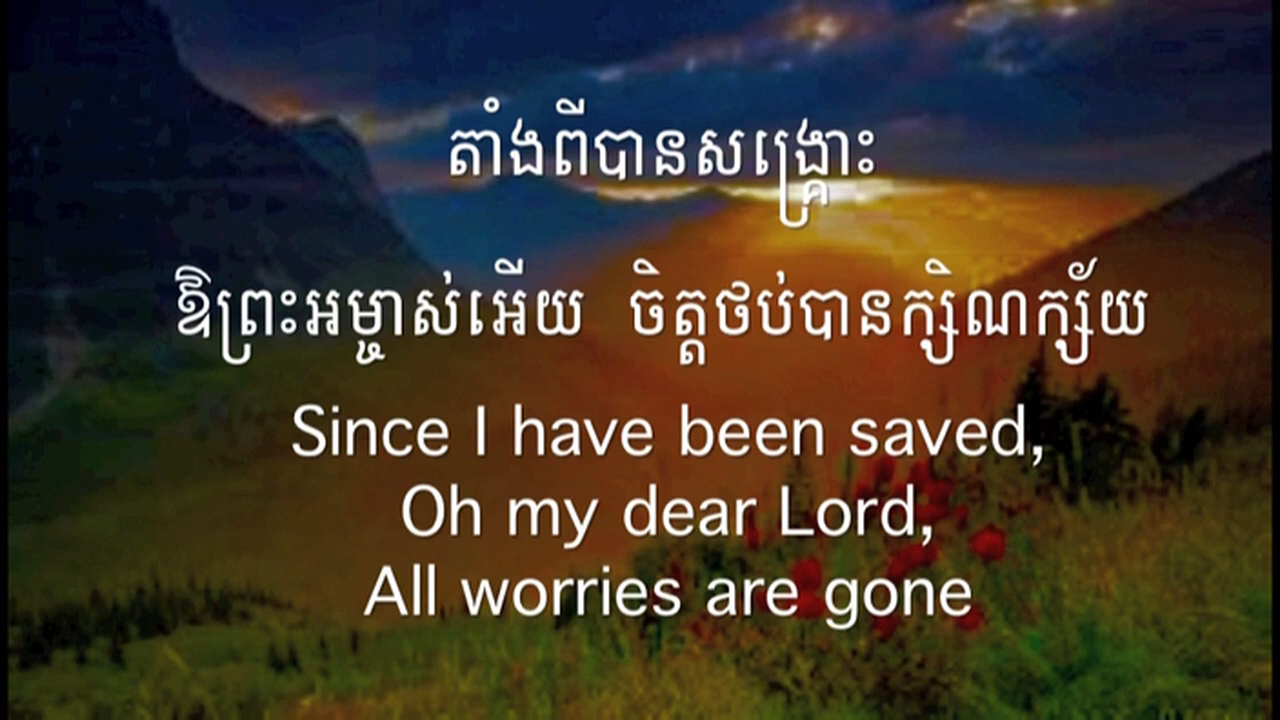 តាំងពីបានសង្គ្រោះ
ឱព្រះអម្ចាស់អើយ ចិត្តថប់បានក្សិណក្ស័យ
Since I have been saved,
Oh my dear Lord,
All worries are gone